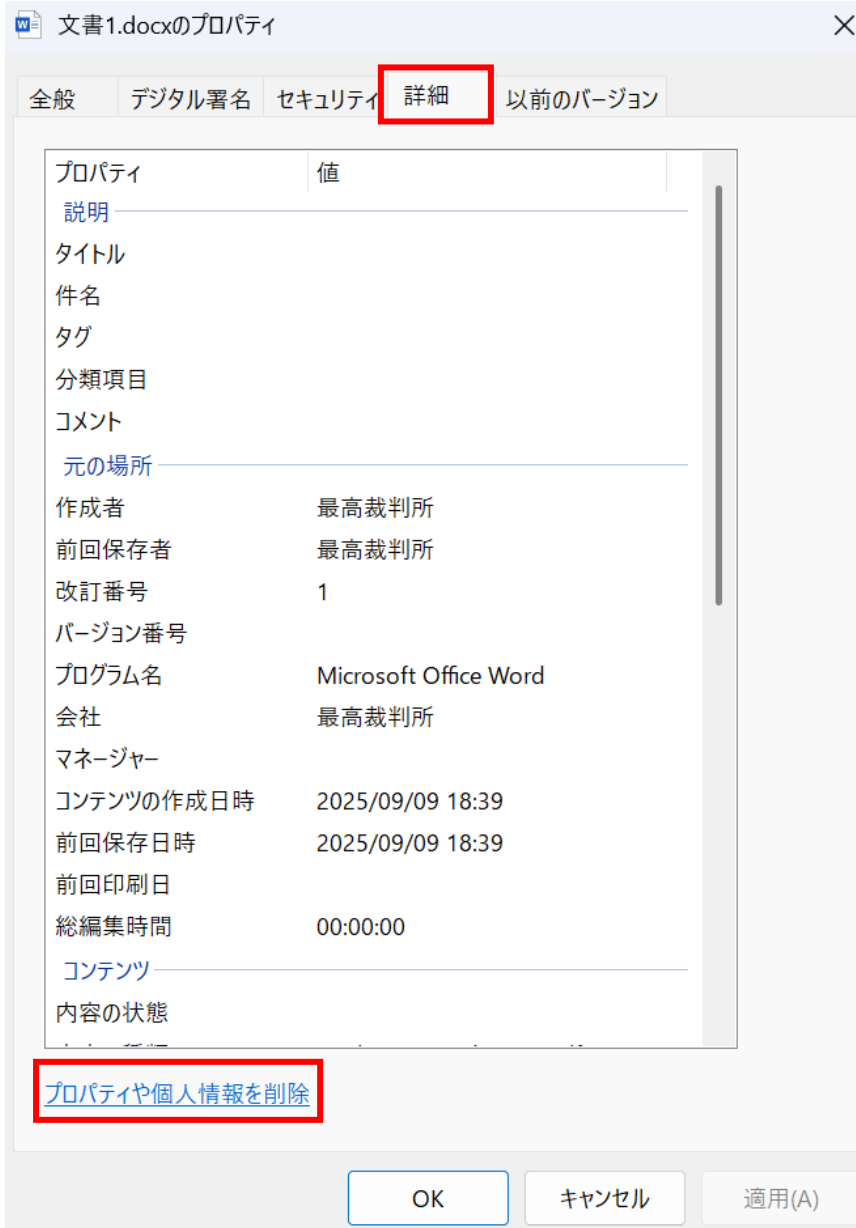 文書1.docxのプロパティ
全般 デジタル署名 セキュリティ 詳細 以前のバージョン
プロパティ 値
説明
タイトル
件名
タグ
分類項目
コメント
元の場所
作成者 最高裁判所
前回保存者 最高裁判所
改訂番号 1
バージョン番号
プログラム名 Microsoft Office Word
会社 最高裁判所
マネージャー
コンテンツの作成日時 2025/09/09 18:39
前回保存日時 2025/09/09 18:39
前回印刷日
総編集時間 00:00:00
コンテンツ
内容の状態
プロパティや個人情報を削除
OK キャンセル 適用(A)